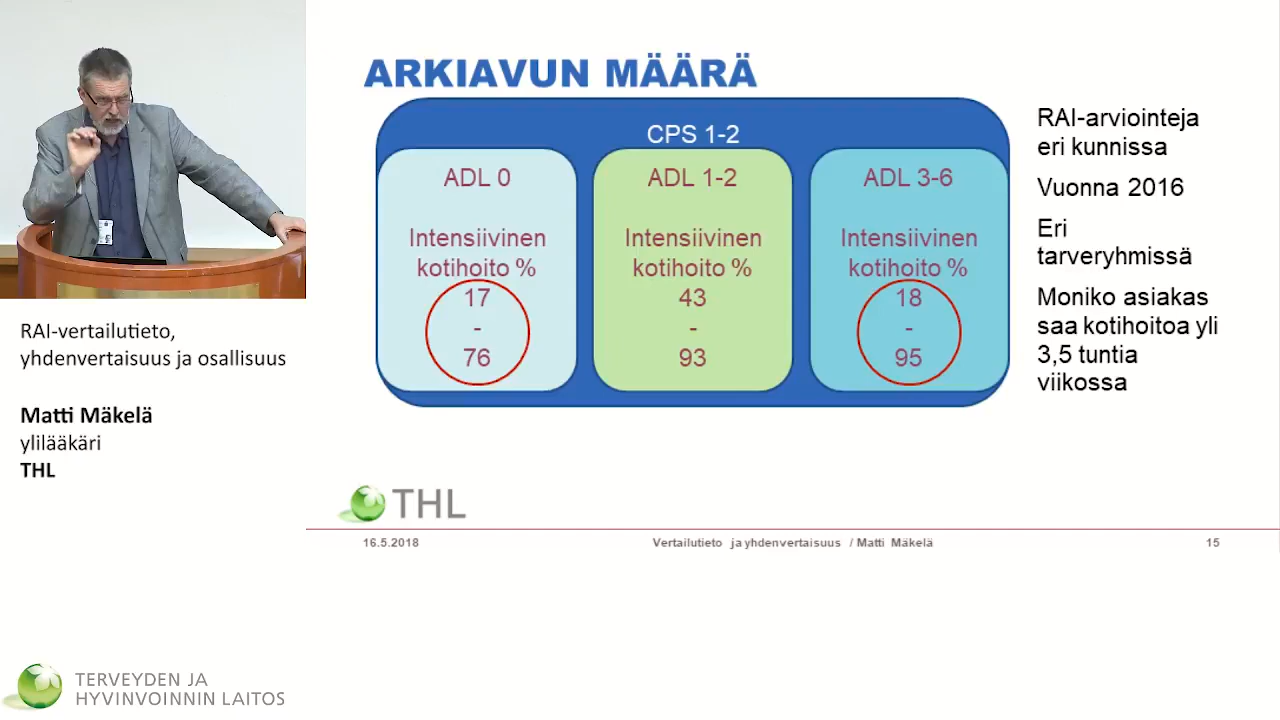 ARKIAVUN MÄÄRÄ
CPS 1-2
ADL 0
Intensiivinen
kotihoito %
17
-
76
ADL 1-2
Intensiivinen
kotihoito %
43
-
93
ADL 3-6
Intensiivinen
kotihoito %
18
-
95
RAI-arviointeja
eri kunnissa
Vuonna 2016
Eri
tarveryhmissä
Moniko asiakas
saa kotihoitoa yli
3,5 tuntia
viikossa
RAI-vertailutieto,
yhdenvertaisuus ja osallisuus
Matti Mäkelä
ylilääkäri
THL
THL
16.5.2018
Vertailutieto ja yhdenvertaisuus / Matti Mäkelä
15
TERVEYDEN JA
HYVINVOINNIN LAITOS